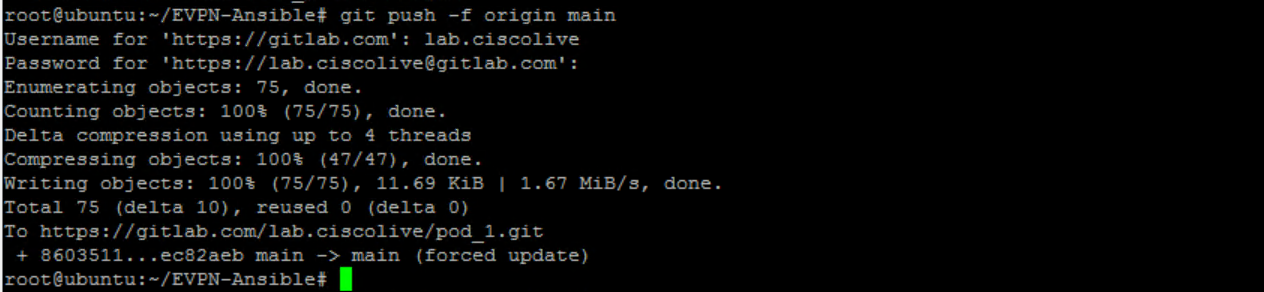 root@ubuntu:~/EVPN-Ansible# git push -f origin main
Username for 'https://gitlab.com': lab.ciscolive
Password for 'https://lab.ciscolive@gitlab.com':
Enumerating objects: 75, done.
Counting objects: 100% (75/75), done.
Delta compression using up to 4 threads
Compressing objects: 100% (47/47), done.
Writing objects: 100% (75/75), 11.69 KiB | 1.67 MiB/s, done.
Total 75 (delta 10), reused 0 (delta 0)
To https://gitlab.com/lab.ciscolive/pod_1.git
 + 8603511...ec82aeb main -> main (forced update)
root@ubuntu:~/EVPN-Ansible#